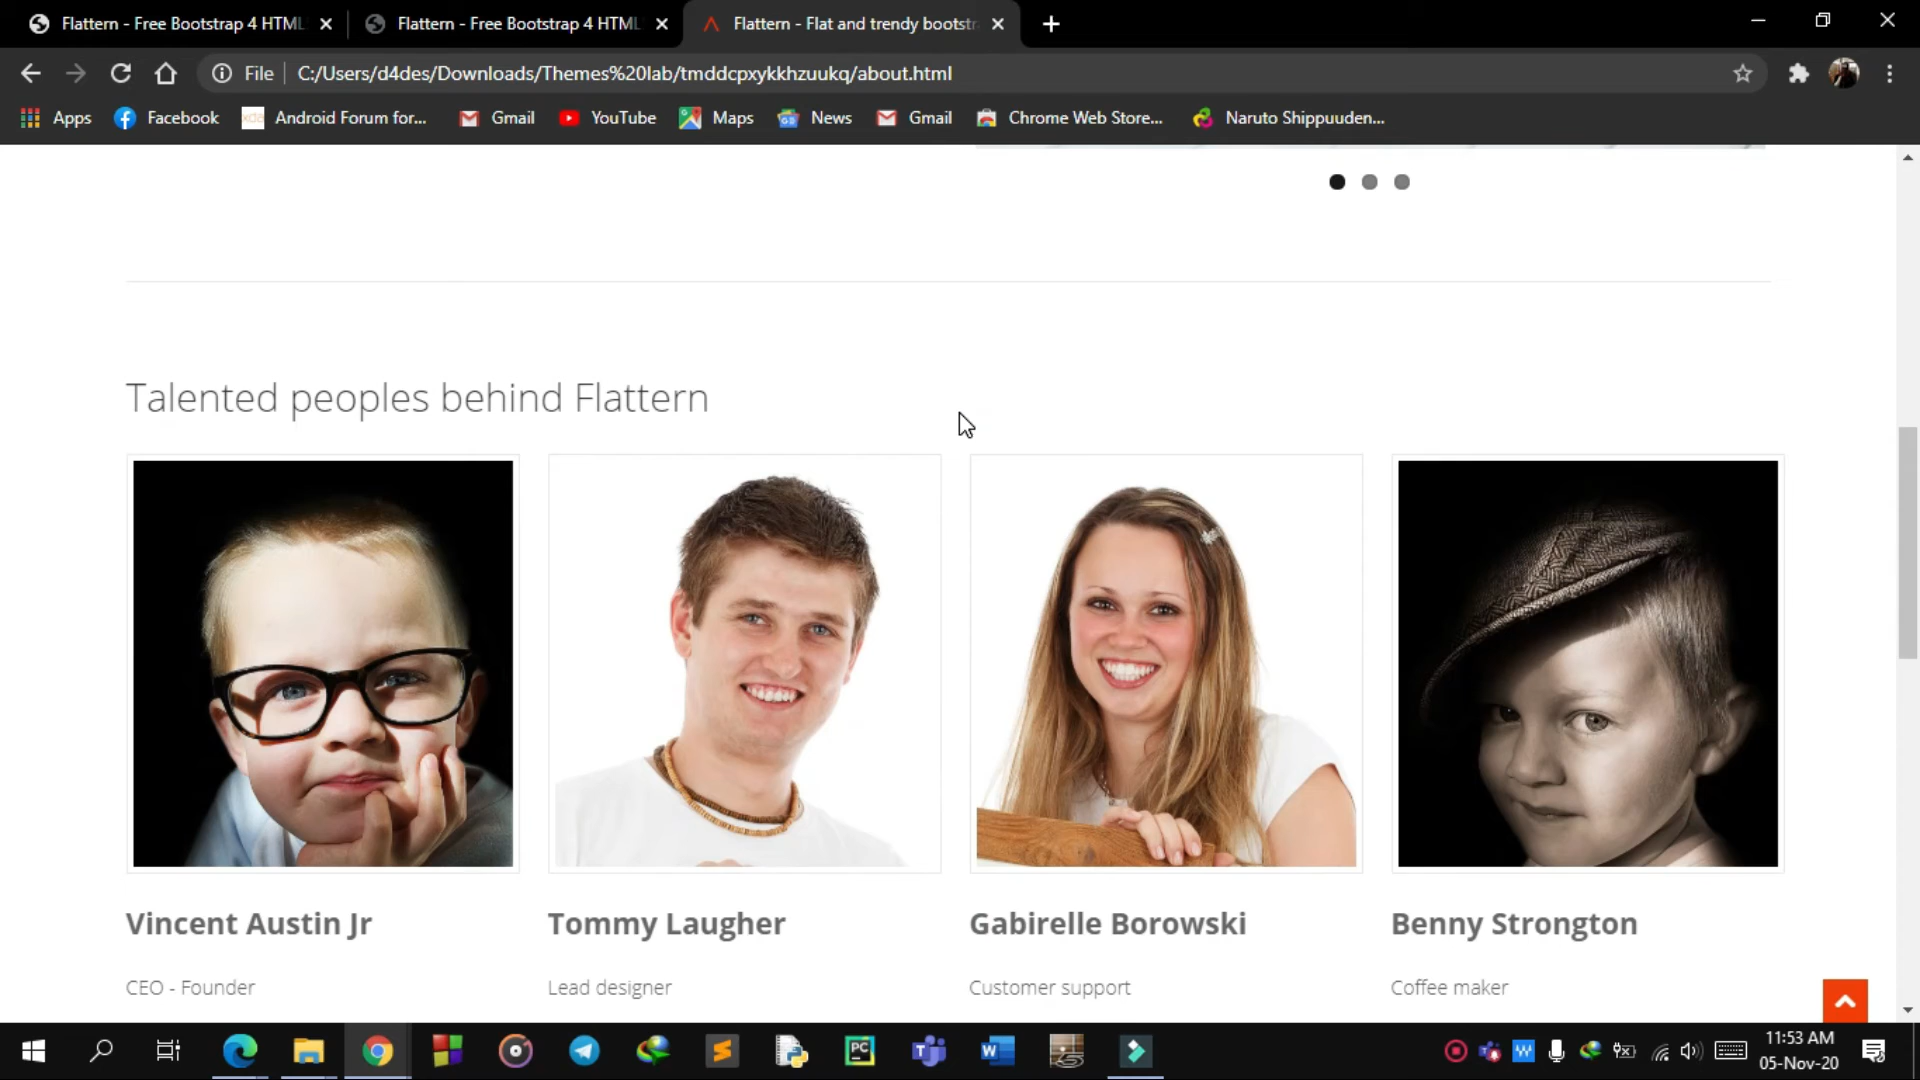 Flattern - Free Bootstrap 4 HTML
Flattern - Free Bootstrap 4 HTML
Flattern - Flat and trendy bootstr
File
C:/Users/d4des/Downloads/Themes%20lab/tmddcpxykkhzuukq/about.html
Apps
Facebook
Android Forum for...
Gmail
YouTube
Maps
News
Gmail
Chrome Web Store...
Naruto Shippuuden...
Talented peoples behind Flattern
Vincent Austin Jr
Tommy Laugher
Gabirelle Borowski
Benny Strongton
CEO - Founder
Lead designer
Customer support
Coffee maker
11:53 AM
05-Nov-20